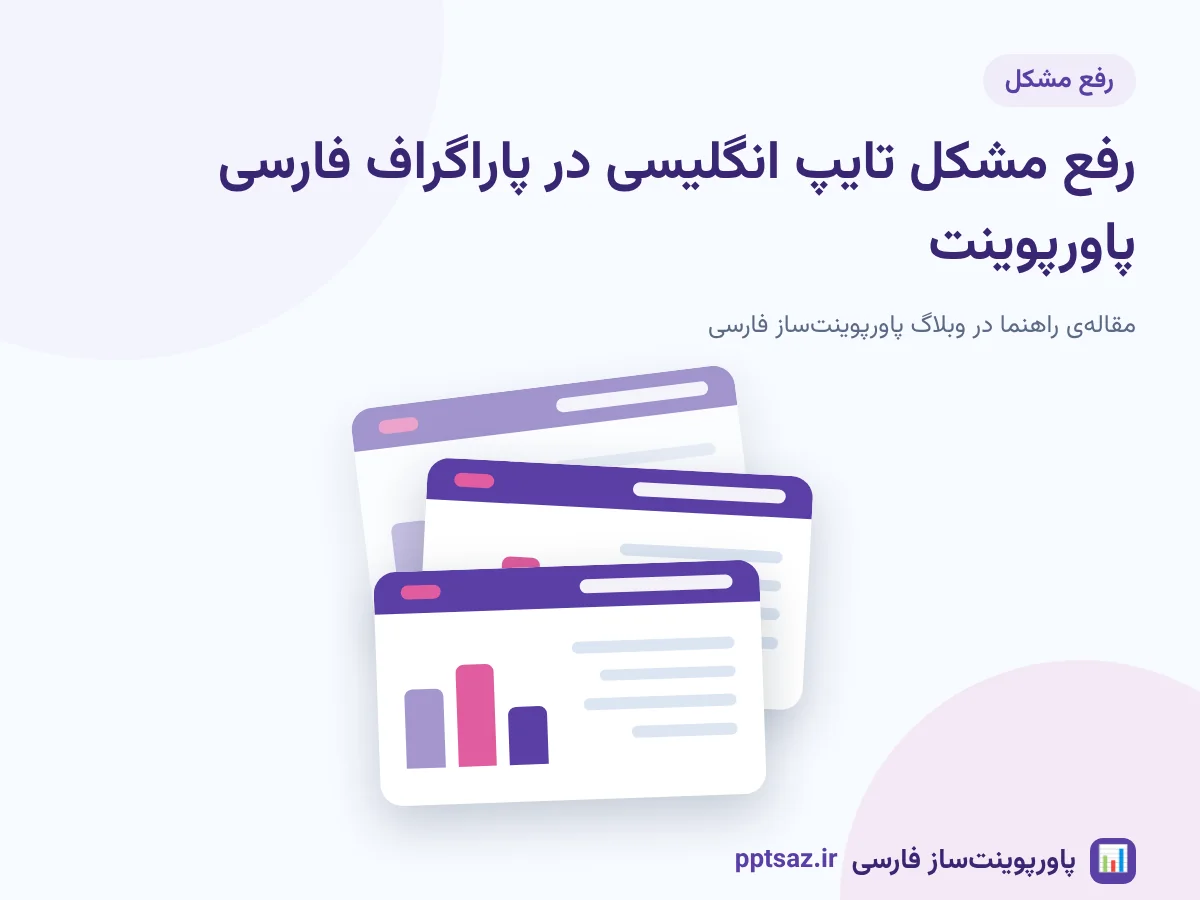 رفع مشکل
رفع مشکل تایپ انگلیسی در پاراگراف فارسی
پاورپوینت
مقاله‌ی راهنما در وبلاگ پاورپوینت‌ساز فارسی
پاورپوینت‌ساز فارسی pptsaz.ir